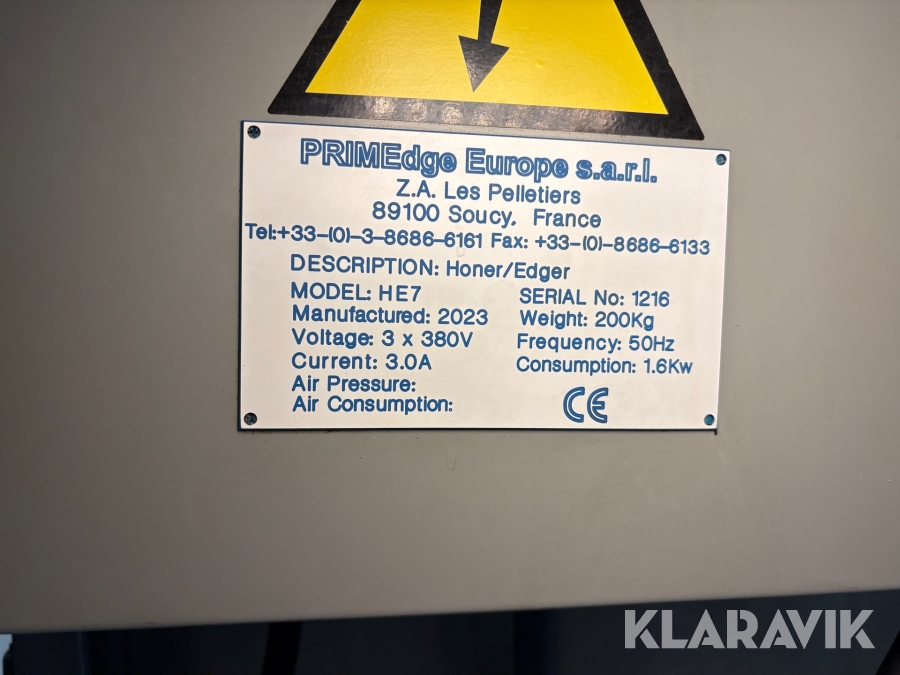 PRIMEdge Europe s.a.r.l.
Z.A. Les Pelletiers
89100 Soucy, France
Tel:+33-(0)-3-8686-6161 Fax: +33-(0)-8686-6133
DESCRIPTION: Honer/Edger
MODEL: HE7 SERIAL No: 1216
Manufactured: 2023 Weight: 200Kg
Voltage: 3 x 380V Frequency: 50Hz
Current: 3.0A Consumption: 1.6Kw
Air Pressure:
Air Consumption:
CE
KLARAVIK